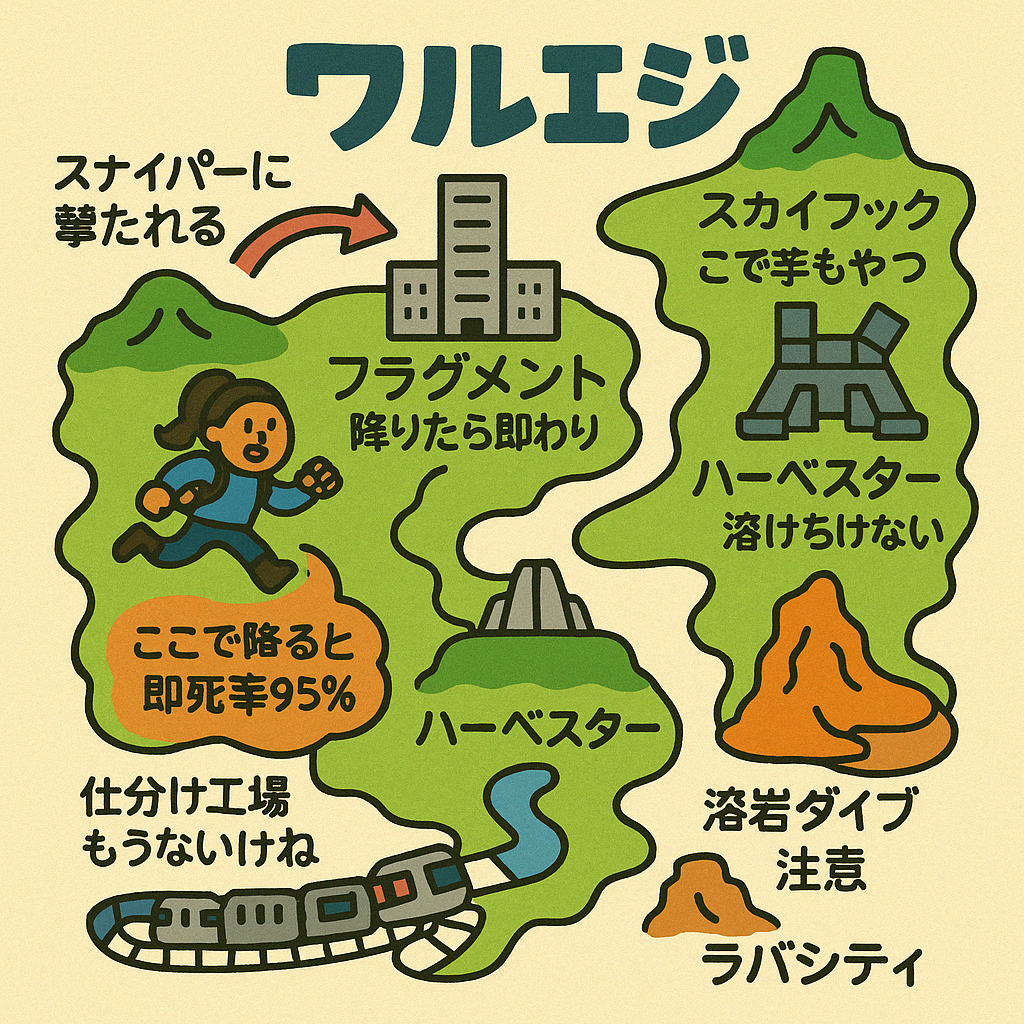 ワルエジ
スナイパーに
たれる
フラグメント
降りたら即わり
スカイフック
こで芋もやつ
ハーベスター
溶けちけない
ここで降ると
即死率95%
ハーベスター
仕分け工場
もうないけね
溶岩ダイブ
注意
ラバシティ